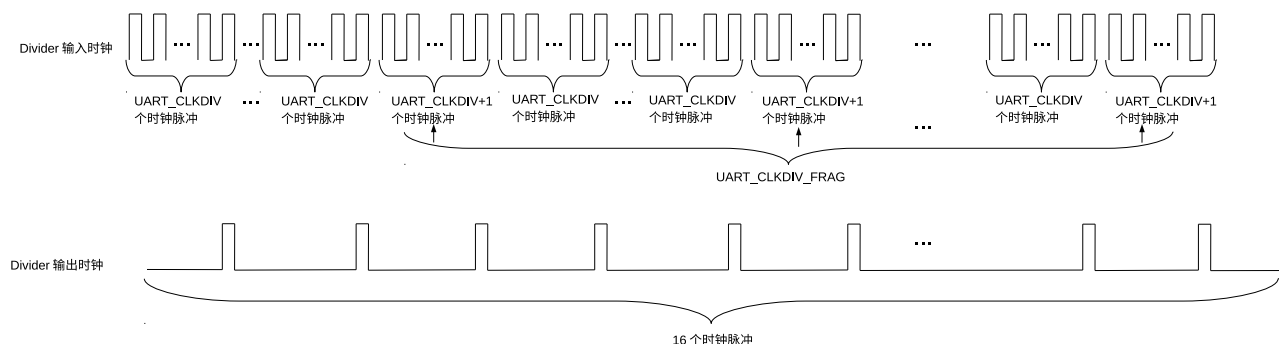 Divider 输入时钟
... ... ... ... ... ... ... ... ... ...
UART_CLKDIV ... UART_CLKDIV UART_CLKDIV+1 UART_CLKDIV ... UART_CLKDIV UART_CLKDIV+1 UART_CLKDIV UART_CLKDIV+1
个时钟脉冲 个时钟脉冲 个时钟脉冲 个时钟脉冲 个时钟脉冲 个时钟脉冲 ... 个时钟脉冲 个时钟脉冲
UART_CLKDIV_FRAG
...
Divider 输出时钟
16 个时钟脉冲